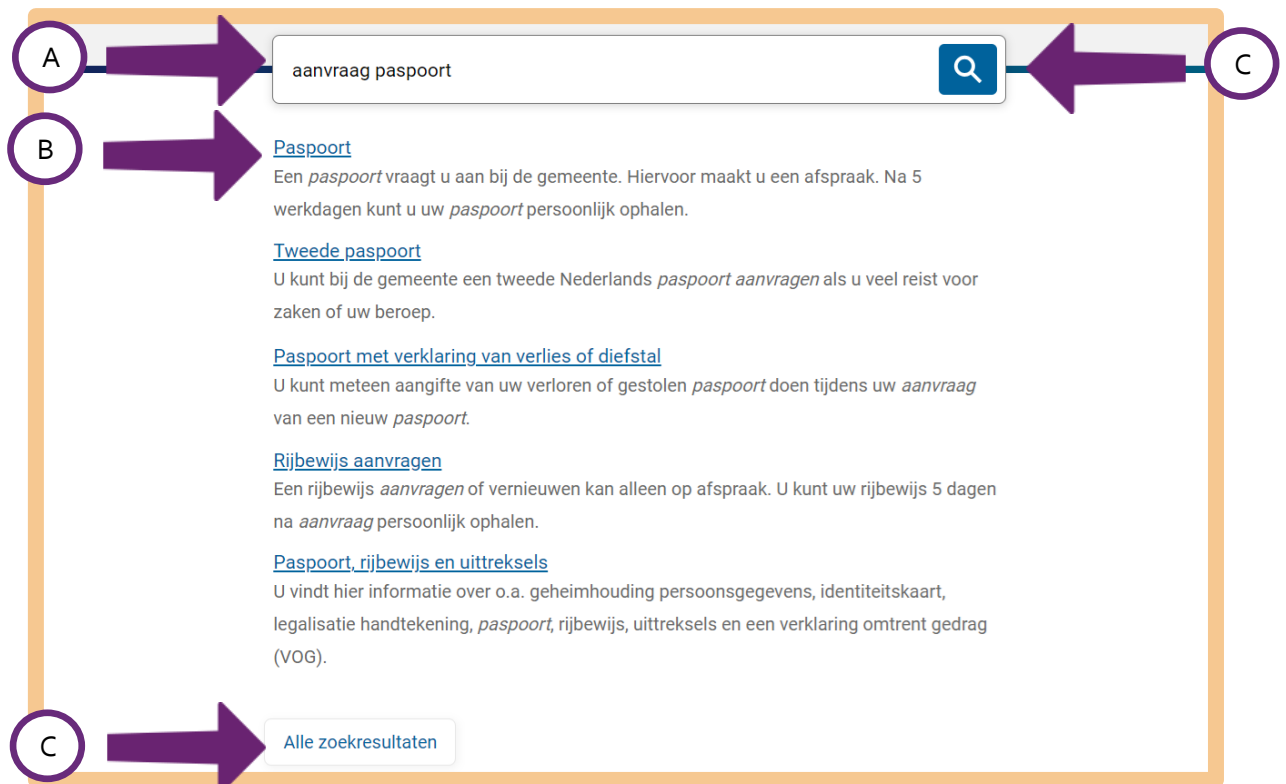 A
aanvraag paspoort
C
B
Paspoort
Een paspoort vraagt u aan bij de gemeente. Hiervoor maakt u een afspraak. Na 5
werkdagen kunt u uw paspoort persoonlijk ophalen.
Tweede paspoort
U kunt bij de gemeente een tweede Nederlands paspoort aanvragen als u veel reist voor
zaken of uw beroep.
Paspoort met verklaring van verlies of diefstal
U kunt meteen aangifte van uw verloren of gestolen paspoort doen tijdens uw aanvraag
van een nieuw paspoort.
Rijbewijs aanvragen
Een rijbewijs aanvragen of vernieuwen kan alleen op afspraak. U kunt uw rijbewijs 5 dagen
na aanvraag persoonlijk ophalen.
Paspoort, rijbewijs en uittreksels
U vindt hier informatie over o.a. geheimhouding persoonsgegevens, identiteitskaart,
legalisatie handtekening, paspoort, rijbewijs, uittreksels en een verklaring omtrent gedrag
(VOG).
C
Alle zoekresultaten